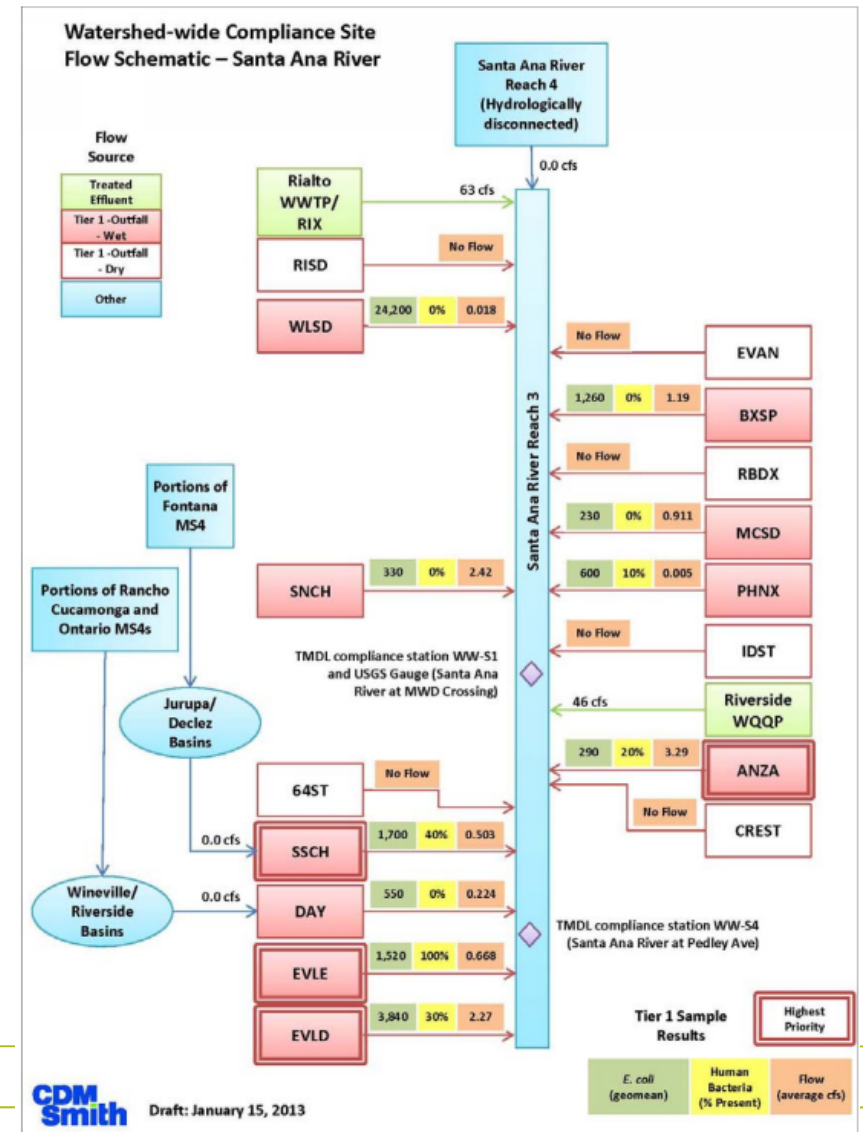 Watershed-wide Compliance Site
Flow Schematic – Santa Ana River
Santa Ana River
Reach 4
(Hydrologically
disconnected)
0.0 cfs
Flow
Source
Treated
Effluent
Tier 1 -Outfall
- Wet
Tier 1 -Outfall
- Dry
Other
Rialto
WWTP/
RIX
63 cfs
RISD
No Flow
WLSD
24,200 0% 0.018
No Flow
EVAN
1,260 0% 1.19
BXSP
No Flow
RBDX
230 0% 0.911
MCSD
600 10% 0.005
PHNX
No Flow
IDST
Santa Ana River Reach 3
Portions of
Fontana
MS4
Portions of Rancho
Cucamonga and
Ontario MS4s
SNCH
330 0% 2.42
TMDL compliance station WW-S1
and USGS Gauge (Santa Ana
River at MWD Crossing)
46 cfs
Riverside
WQQP
290 20% 3.29
ANZA
No Flow
CREST
Jurupa/
Declez
Basins
64ST
No Flow
0.0 cfs
SSCH
1,700 40% 0.503
Wineville/
Riverside
Basins
0.0 cfs
DAY
550 0% 0.224
TMDL compliance station WW-S4
(Santa Ana River at Pedley Ave)
EVLE
1,520 100% 0.668
EVLD
3,840 30% 2.27
Tier 1 Sample
Results
Highest
Priority
E. coli
(geomean)
Human
Bacteria
(% Present)
Flow
(average cfs)
CDM
Smith
Draft: January 15, 2013